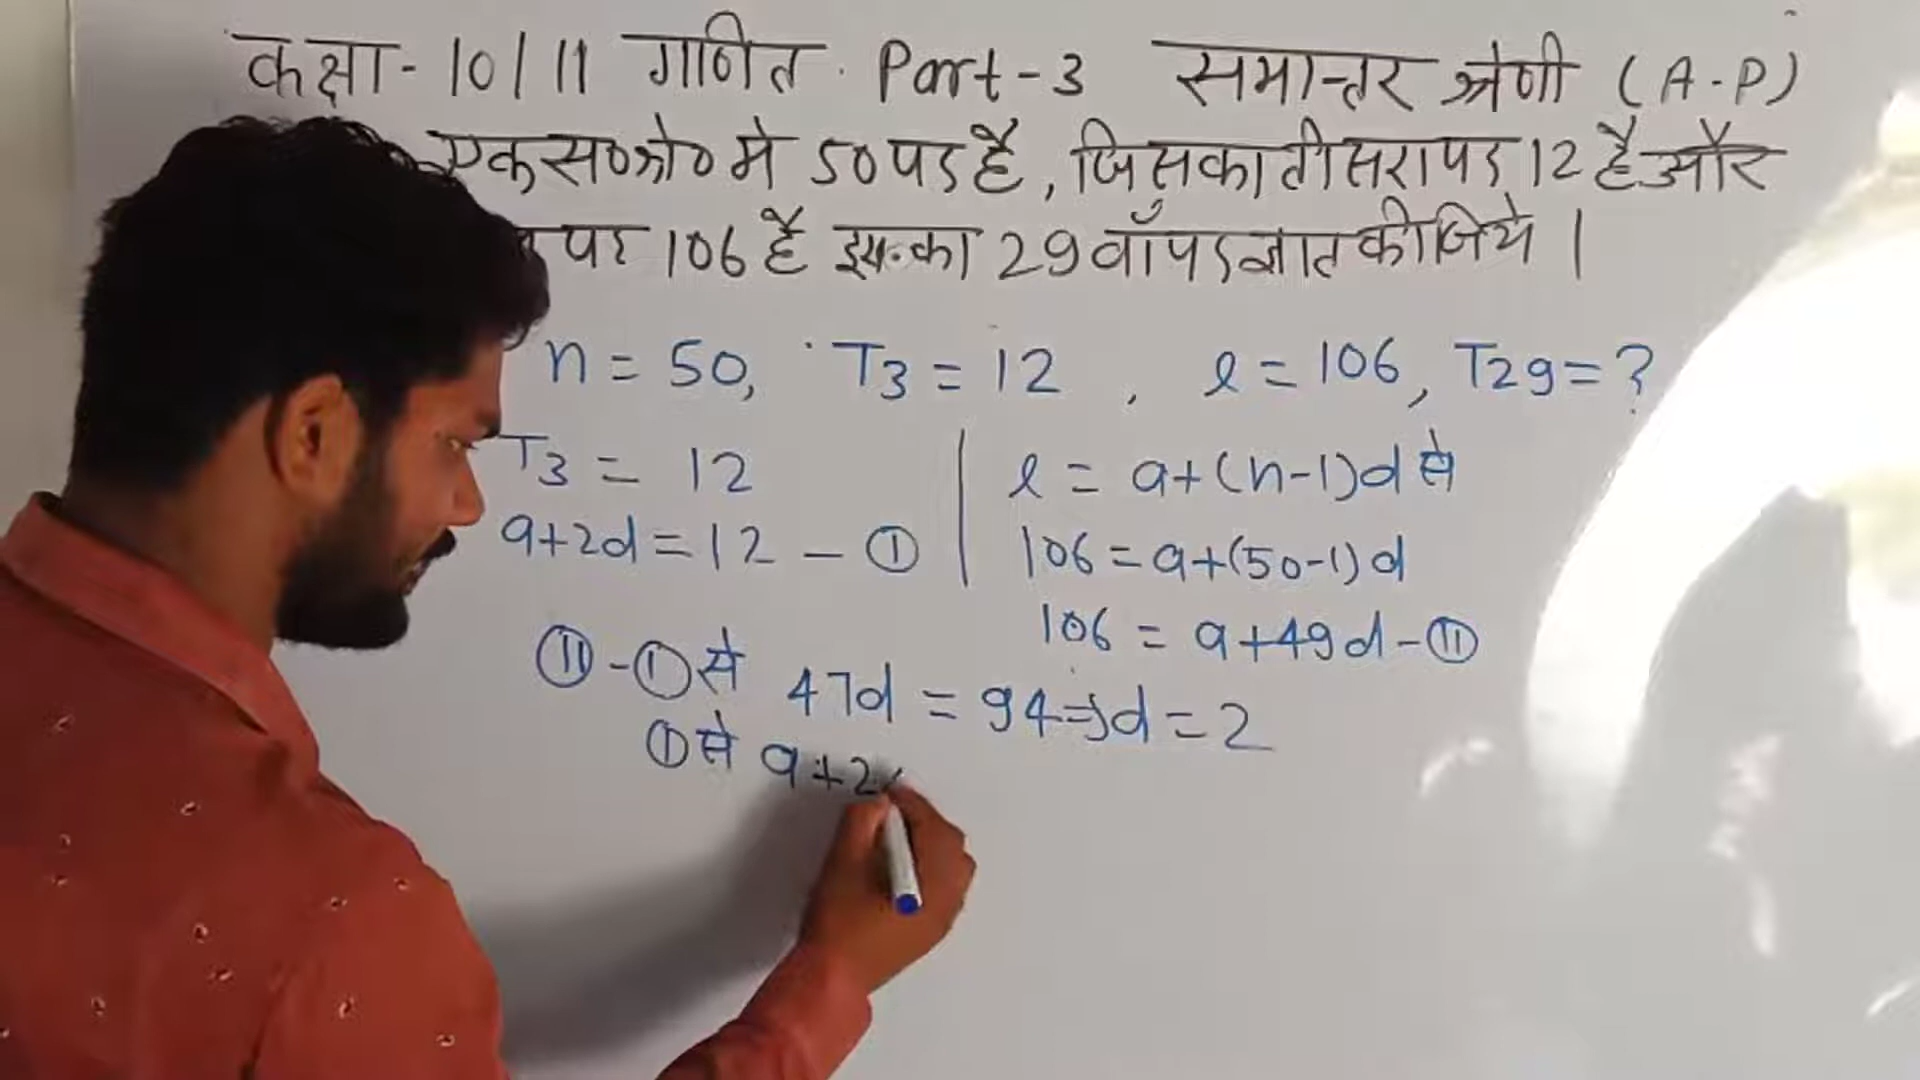 कक्षा - 10/11 गणित. Part-3 समान्तर श्रेणी (A.P)
एक स०श्रे० मे 50 पद है, जिसका तीसरा पद 12 है और
पद 106 है इसका 29 वाँ पद ज्ञात कीजिये ।
n = 50, T3 = 12 , l = 106, T29 = ?
T3 = 12
a+2d = 12 - ①
l = a+(n-1)d से
106 = a+(50-1)d
106 = a+49d - ⑪
⑪ - ① से 47d = 94 ⇒ d = 2
① से a+2